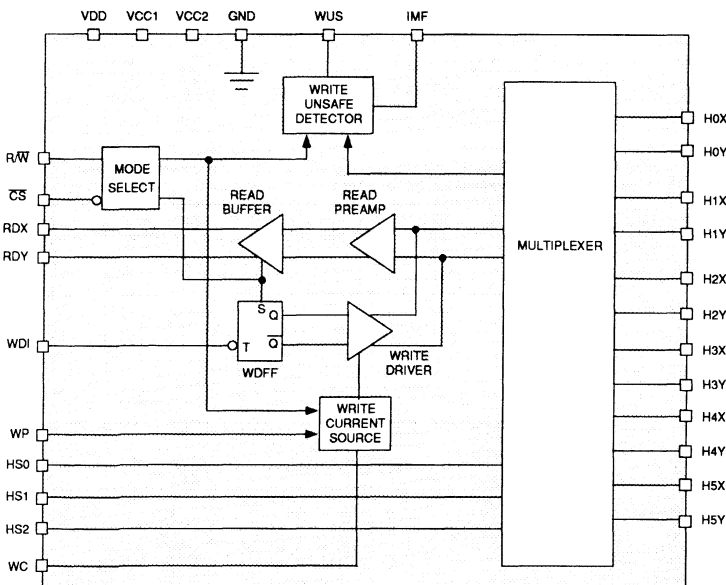 VDD VCC1 VCC2 GND WUS IMF
WRITE
UNSAFE
DETECTOR
R/W̅
C̅S̅
MODE
SELECT
READ
BUFFER
READ
PREAMP
RDX
RDY
MULTIPLEXER
H0X
H0Y
H1X
H1Y
H2X
H2Y
H3X
H3Y
H4X
H4Y
H5X
H5Y
S Q
T Q̅
WDFF
WDI
WRITE
DRIVER
WRITE
CURRENT
SOURCE
WP
HS0
HS1
HS2
WC